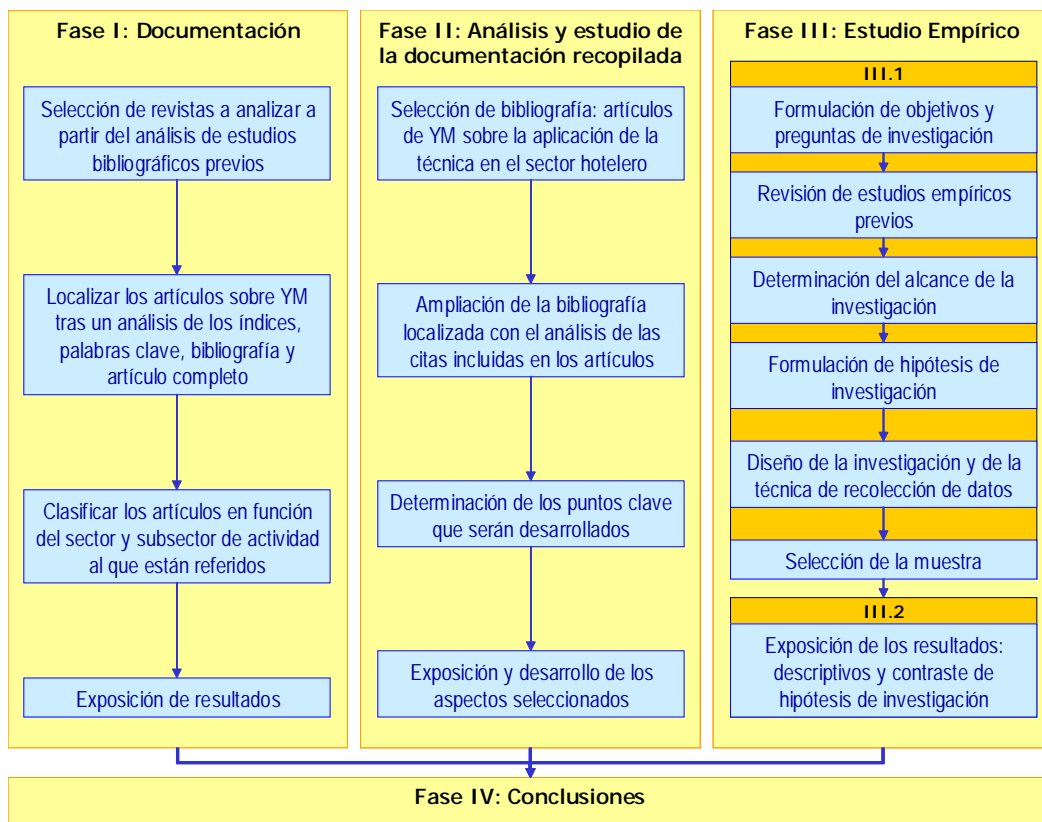 Fase I: Documentación
Selección de revistas a analizar a
partir del análisis de estudios
bibliográficos previos
Localizar los artículos sobre YM
tras un análisis de los índices,
palabras clave, bibliografía y
artículo completo
Clasificar los artículos en función
del sector y subsector de actividad
al que están referidos
Exposición de resultados
Fase II: Análisis y estudio de
la documentación recopilada
Selección de bibliografía: artículos
de YM sobre la aplicación de la
técnica en el sector hotelero
Ampliación de la bibliografía
localizada con el análisis de las
citas incluidas en los artículos
Determinación de los puntos clave
que serán desarrollados
Exposición y desarrollo de los
aspectos seleccionados
Fase III: Estudio Empírico
III.1
Formulación de objetivos y
preguntas de investigación
Revisión de estudios empíricos
previos
Determinación del alcance de la
investigación
Formulación de hipótesis de
investigación
Diseño de la investigación y de la
técnica de recolección de datos
Selección de la muestra
III.2
Exposición de los resultados:
descriptivos y contraste de
hipótesis de investigación
Fase IV: Conclusiones